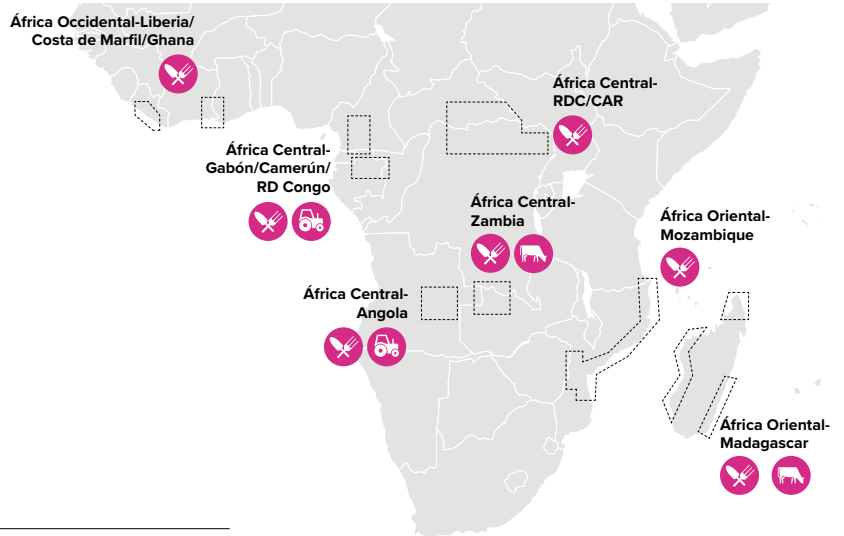 África Occidental-Liberia/
Costa de Marfil/Ghana
África Central-
RDC/CAR
África Central-
Gabón/Camerún/
RD Congo
África Central-
Zambia
África Oriental-
Mozambique
África Central-
Angola
África Oriental-
Madagascar